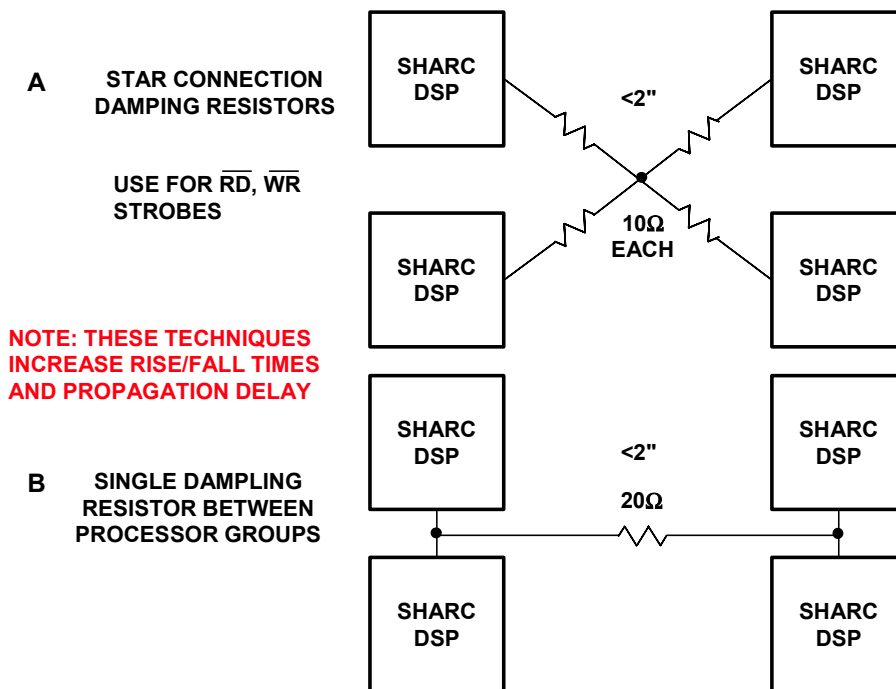 A
STAR CONNECTION
DAMPING RESISTORS
USE FOR R̅D̅, W̅R̅
STROBES
SHARC
DSP
<2"
SHARC
DSP
SHARC
DSP
10Ω
EACH
SHARC
DSP
NOTE: THESE TECHNIQUES
INCREASE RISE/FALL TIMES
AND PROPAGATION DELAY
B
SINGLE DAMPLING
RESISTOR BETWEEN
PROCESSOR GROUPS
SHARC
DSP
<2"
20Ω
SHARC
DSP
SHARC
DSP
SHARC
DSP